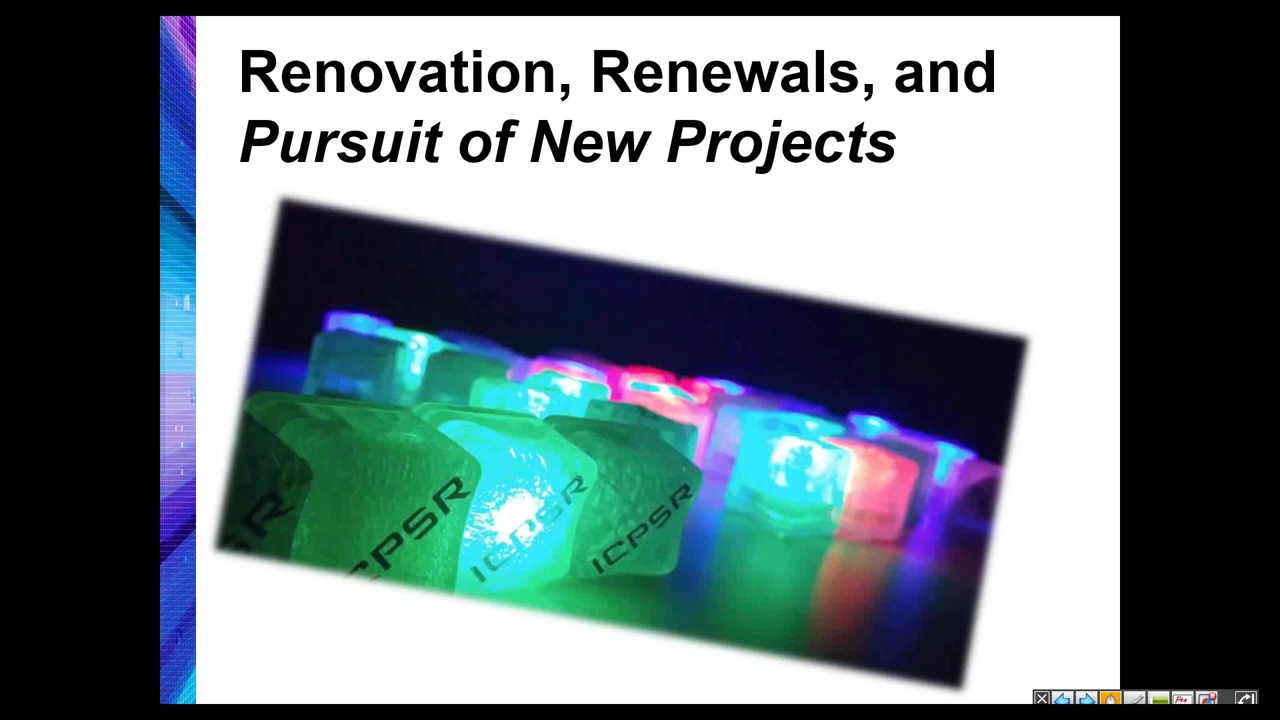 Renovation, Renewals, and
Pursuit of New Projects
ICPSR
ICPSR
ICPSR